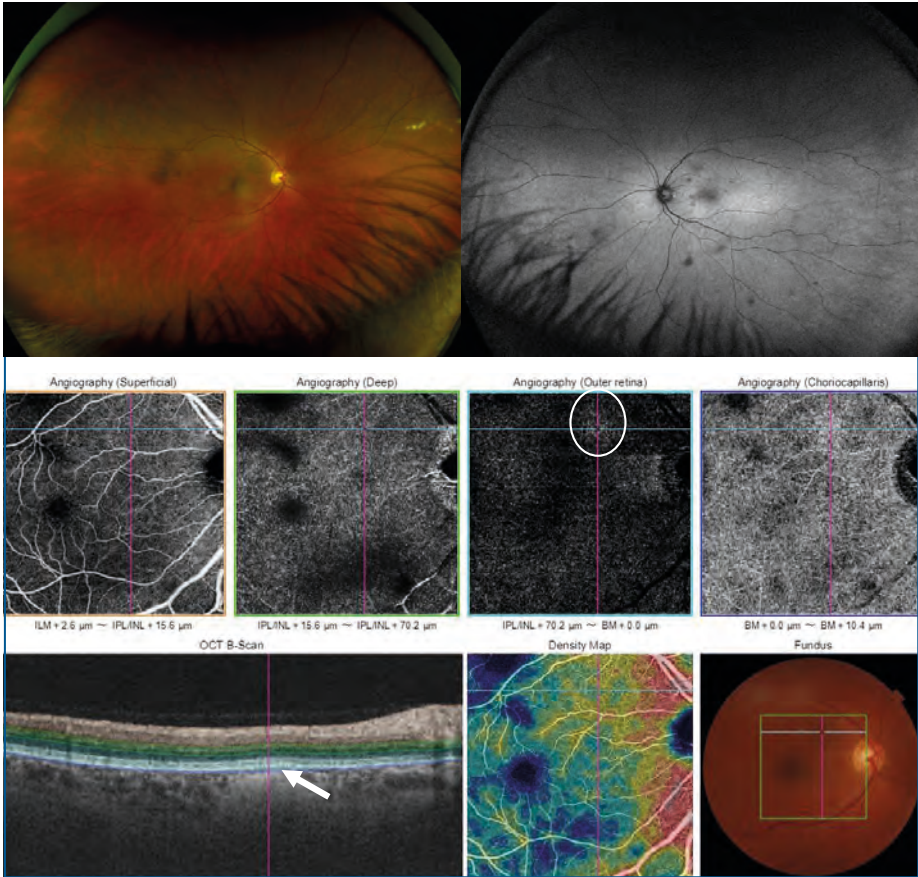 Angiography (Superficial) Angiography (Deep) Angiography (Outer retina) Angiography (Choriocapillaris)
ILM + 2.6 µm ～ IPL/INL + 15.6 µm IPL/INL + 15.6 µm ～ IPL/INL + 70.2 µm IPL/INL + 70.2 µm ～ BM + 0.0 µm BM + 0.0 µm ～ BM + 10.4 µm
OCT B-Scan Density Map Fundus